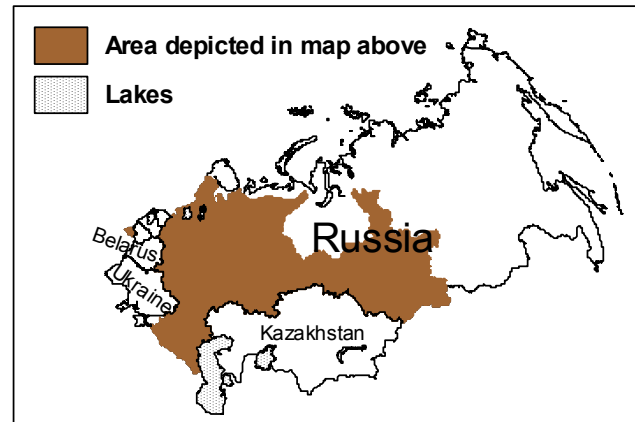 Area depicted in map above
Lakes
Russia
Belarus
Ukraine
Kazakhstan